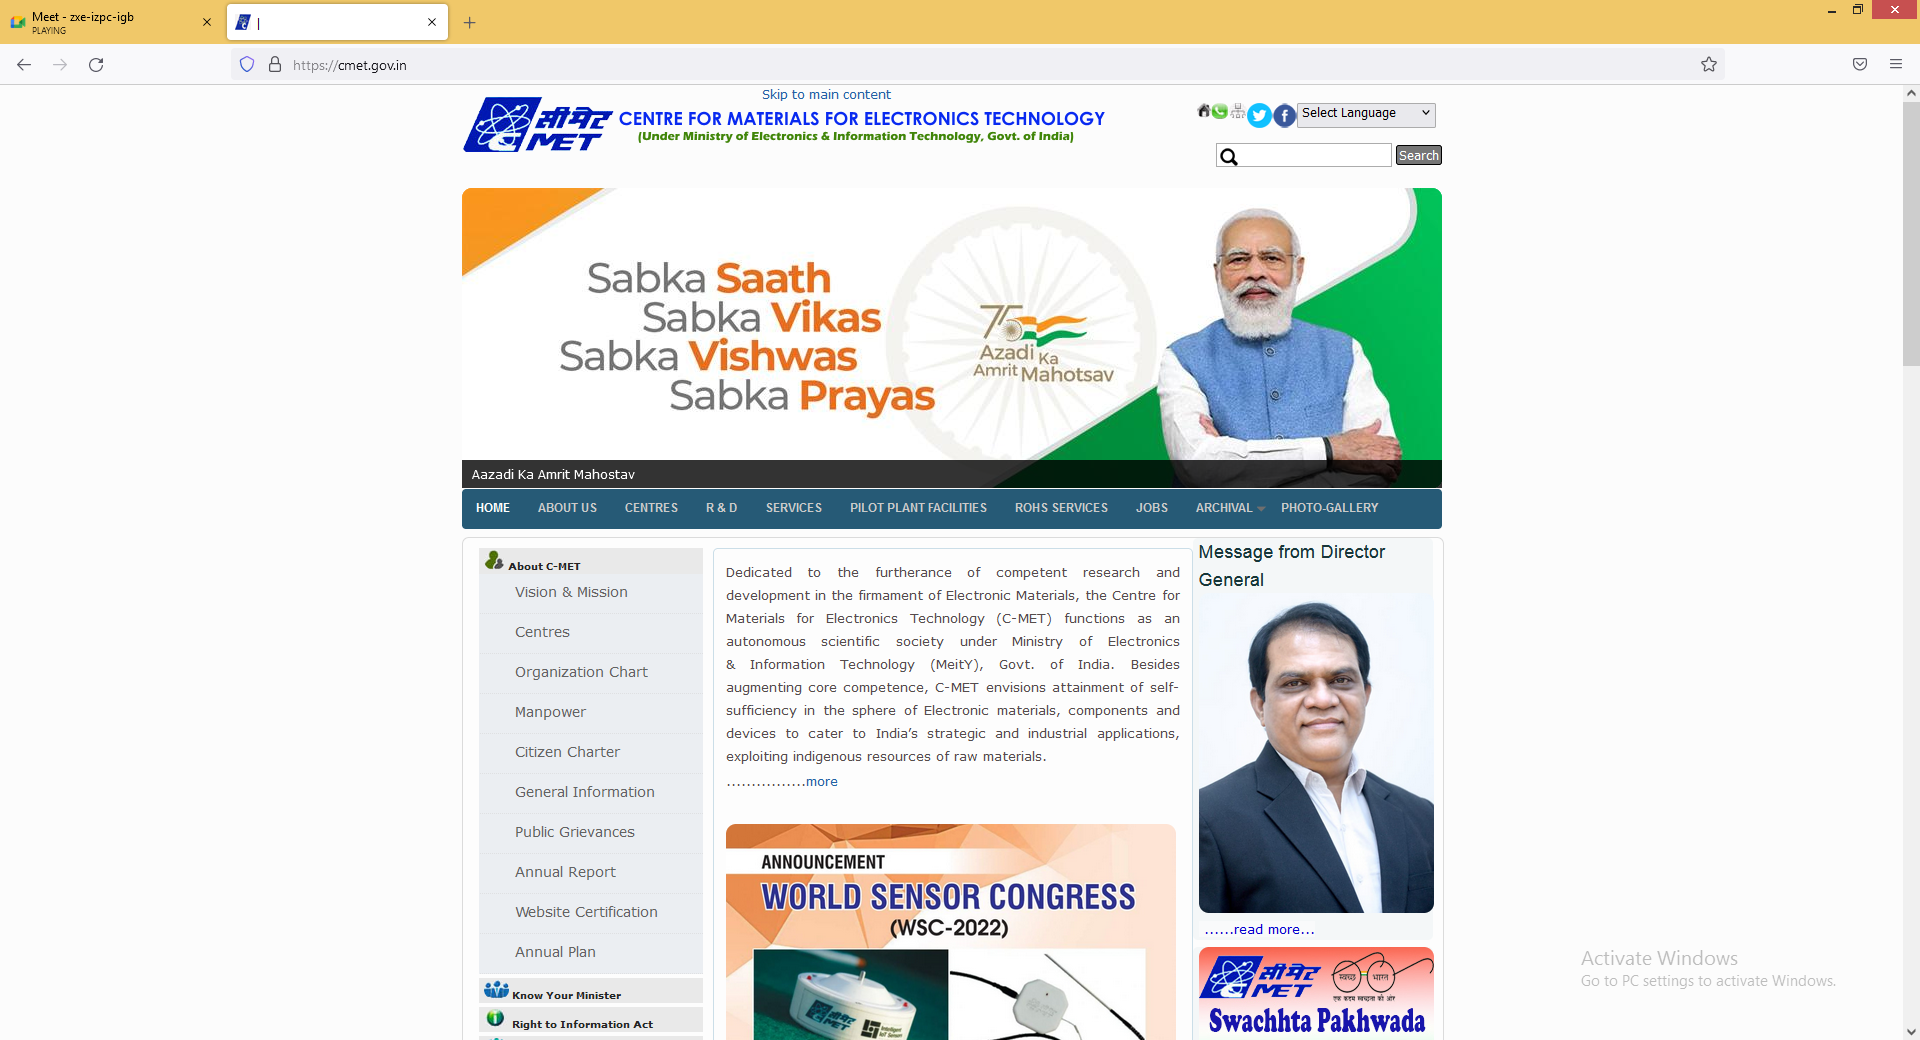 Meet - zxe-izpc-igb
PLAYING
|
https://cmet.gov.in
Skip to main content
सी-मेट
C-MET
CENTRE FOR MATERIALS FOR ELECTRONICS TECHNOLOGY
(Under Ministry of Electronics & Information Technology, Govt. of India)
Select Language
Search
Sabka Saath
Sabka Vikas
Sabka Vishwas
Sabka Prayas
75
Azadi Ka
Amrit Mahotsav
Aazadi Ka Amrit Mahostav
HOME ABOUT US CENTRES R & D SERVICES PILOT PLANT FACILITIES ROHS SERVICES JOBS ARCHIVAL PHOTO-GALLERY
About C-MET
Vision & Mission
Centres
Organization Chart
Manpower
Citizen Charter
General Information
Public Grievances
Annual Report
Website Certification
Annual Plan
Know Your Minister
Right to Information Act
Dedicated to the furtherance of competent research and
development in the firmament of Electronic Materials, the Centre for
Materials for Electronics Technology (C-MET) functions as an
autonomous scientific society under Ministry of Electronics
& Information Technology (MeitY), Govt. of India. Besides
augmenting core competence, C-MET envisions attainment of self-
sufficiency in the sphere of Electronic materials, components and
devices to cater to India's strategic and industrial applications,
exploiting indigenous resources of raw materials.
................more
ANNOUNCEMENT
WORLD SENSOR CONGRESS
(WSC-2022)
Message from Director
General
......read more...
स्वच्छ भारत
एक कदम स्वच्छता की ओर
Swachhta Pakhwada
Activate Windows
Go to PC settings to activate Windows.